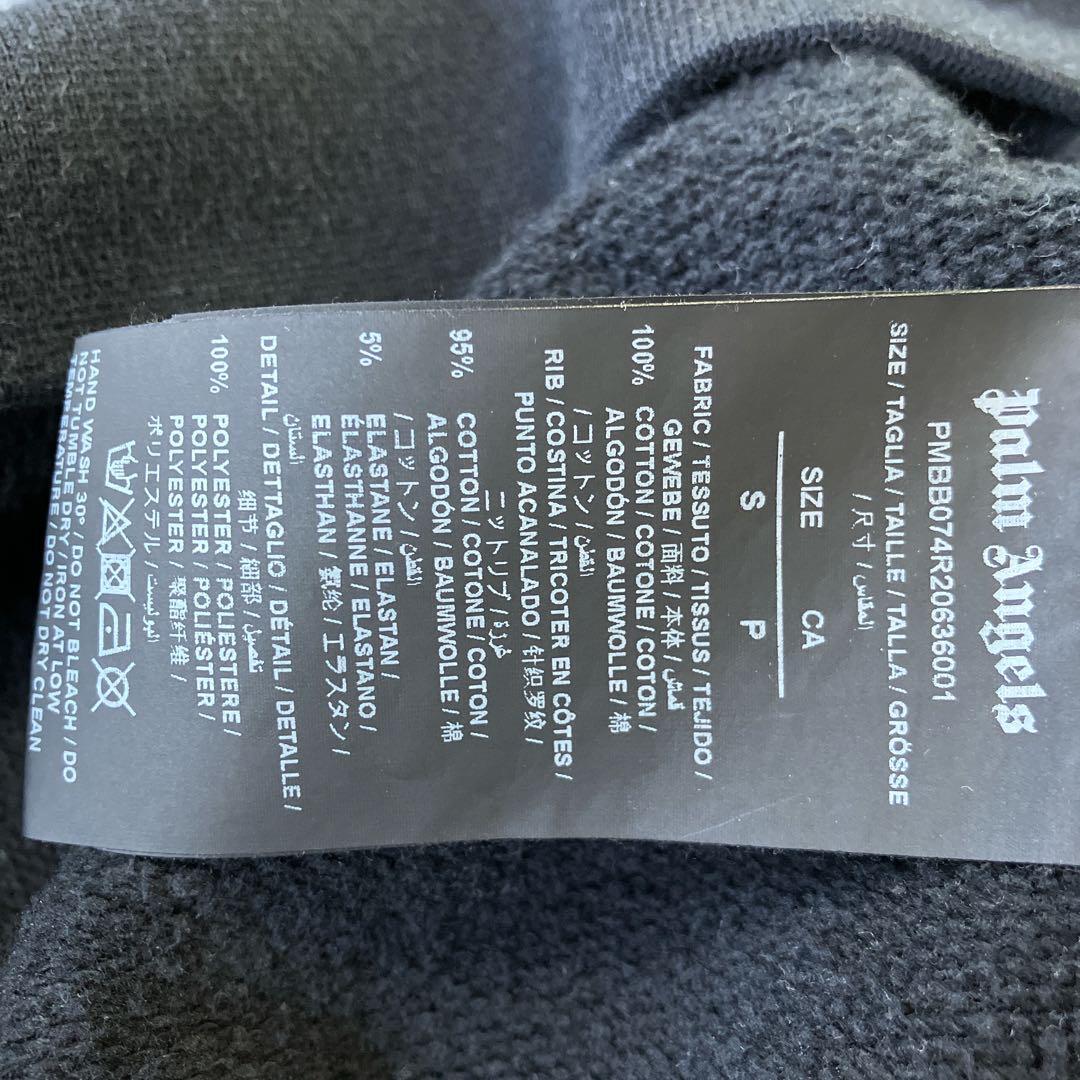 Palm Angels
PMBB074R20636001
SIZE / TAGLIA / TAILLE / TALLA / GRÖSSE
/ 尺寸 / المقاس
SIZE CA
S P
FABRIC / TESSUTO / TISSUS / TEJIDO /
GEWEBE / 面料 / 本体 / قماش
100% COTTON / COTONE / COTON /
ALGODÓN / BAUMWOLLE / 棉
/ コットン / القطن
RIB / COSTINA / TRICOTER EN CÔTES /
PUNTO ACANALADO / 针织罗纹 /
ニットリブ / غرزة
95% COTTON / COTONE / COTON /
ALGODÓN / BAUMWOLLE / 棉
/ コットン / القطن
5% ELASTANE / ELASTAN /
ÉLASTHANNE / ELASTANO /
ELASTHAN / 氨纶 / エラスタン /
DETAIL / DETTAGLIO / DÉTAIL / DETALLE /
细节 / 細部 / تفصيل
100% POLYESTER / POLIESTERE /
POLYESTER / POLIÉSTER /
POLYESTER / 聚酯纤维 /
ポリエステル / البوليستر
HAND WASH 30° / DO NOT BLEACH / DO
NOT TUMBLE DRY / IRON AT LOW
TEMPERATURE / DO NOT DRY CLEAN